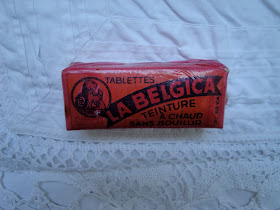 TABLETTES
LA BELGICA
TEINTURE
A CHAUD
SANS BOUILLIR